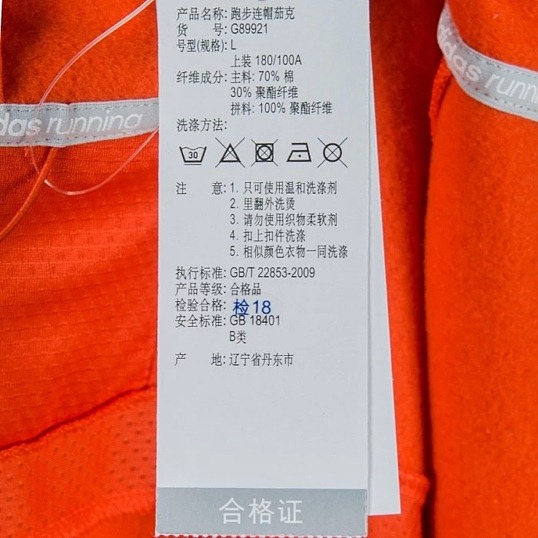 产品名称: 跑步连帽茄克
货 号: G89921
号型(规格): L
上装 180/100A
纤维成分: 主料: 70% 棉
30% 聚酯纤维
拼料: 100% 聚酯纤维
洗涤方法:
30
注 意: 1. 只可使用温和洗涤剂
2. 里翻外洗烫
3. 请勿使用织物柔软剂
4. 扣上扣件洗涤
5. 相似颜色衣物一同洗涤
执行标准: GB/T 22853-2009
产品等级: 合格品
检验合格: 检18
安全标准: GB 18401
B类
产 地: 辽宁省丹东市
合格证
das running
adidas running